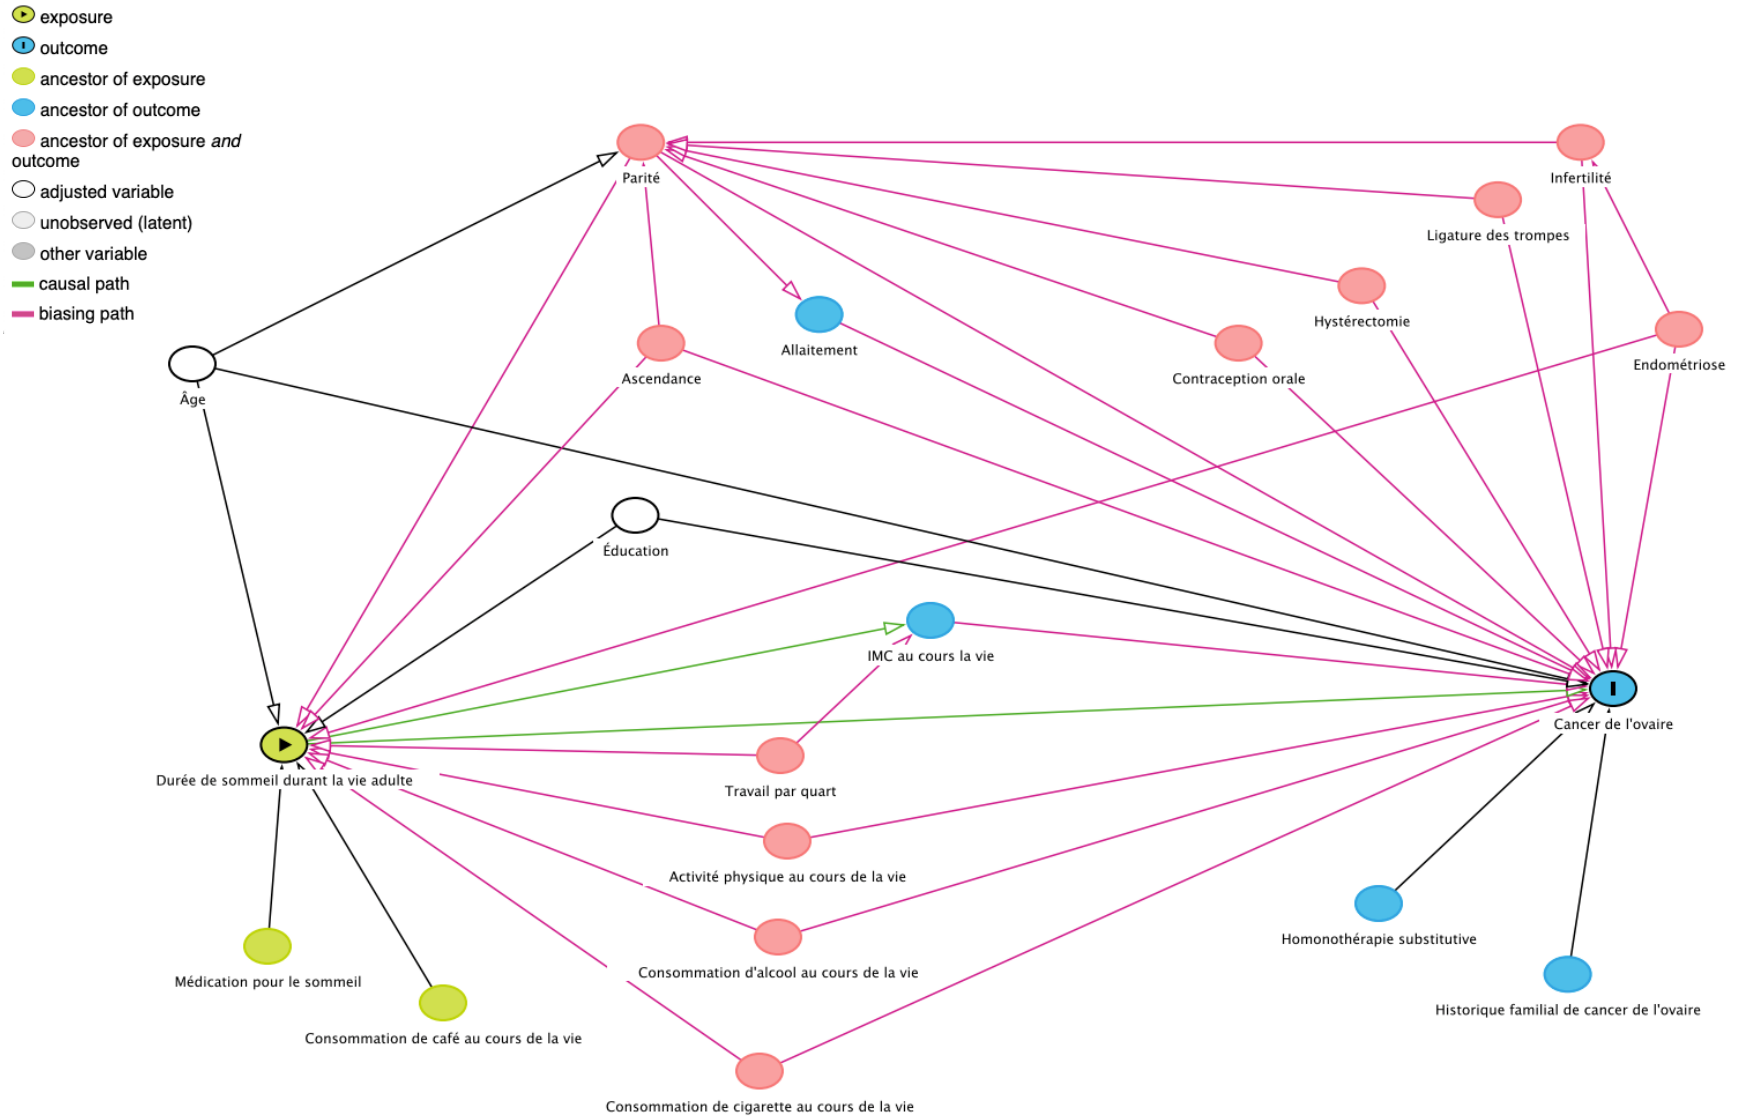 exposure
outcome
ancestor of exposure
ancestor of outcome
ancestor of exposure and
outcome
adjusted variable
unobserved (latent)
other variable
causal path
biasing path
Parité
Infertilité
Ligature des trompes
Hystérectomie
Allaitement
Endométriose
Ascendance
Contraception orale
Âge
Éducation
IMC au cours la vie
Cancer de l'ovaire
Durée de sommeil durant la vie adulte
Travail par quart
Activité physique au cours de la vie
Homonothérapie substitutive
Consommation d'alcool au cours de la vie
Médication pour le sommeil
Historique familial de cancer de l'ovaire
Consommation de café au cours de la vie
Consommation de cigarette au cours de la vie